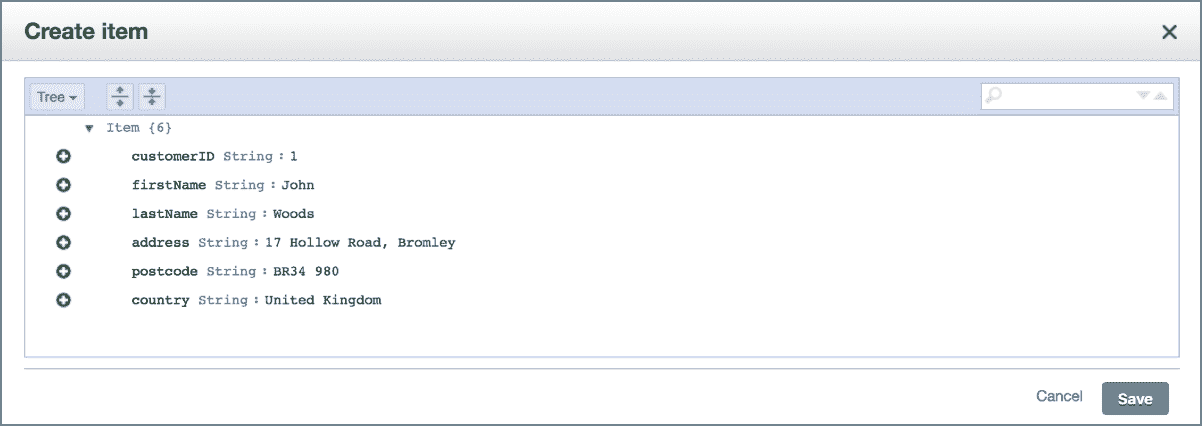 Create item
Tree
Item {6}
customerID String : 1
firstName String : John
lastName String : Woods
address String : 17 Hollow Road, Bromley
postcode String : BR34 980
country String : United Kingdom
Cancel Save